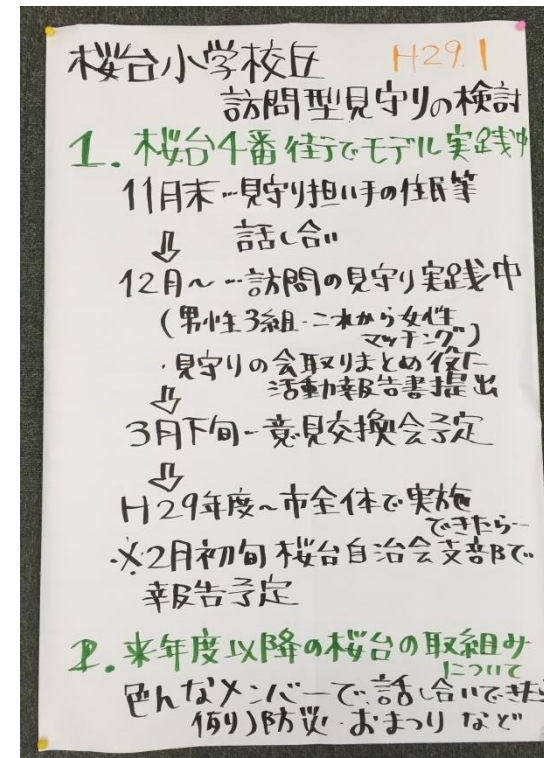 桜台小学校区 H29.1
訪問型見守りの検討
1. 桜台4番街でモデル実践中
11月末…見守り担い手の住民等
話し合い
⇩
12月~…訪問の見守り実践中
(男性3組・これから女性
マッチング)
・見守りの会取りまとめ役に
活動報告書提出
⇩
3月下旬-意見交換会予定
⇩
H29年度~市全体で実施
できたら…
・※2月初旬 桜台自治会支部で
報告予定
2. 来年度以降の桜台の取組み
について
色んなメンバーで、話し合いできたら
例)防災・おまつり など